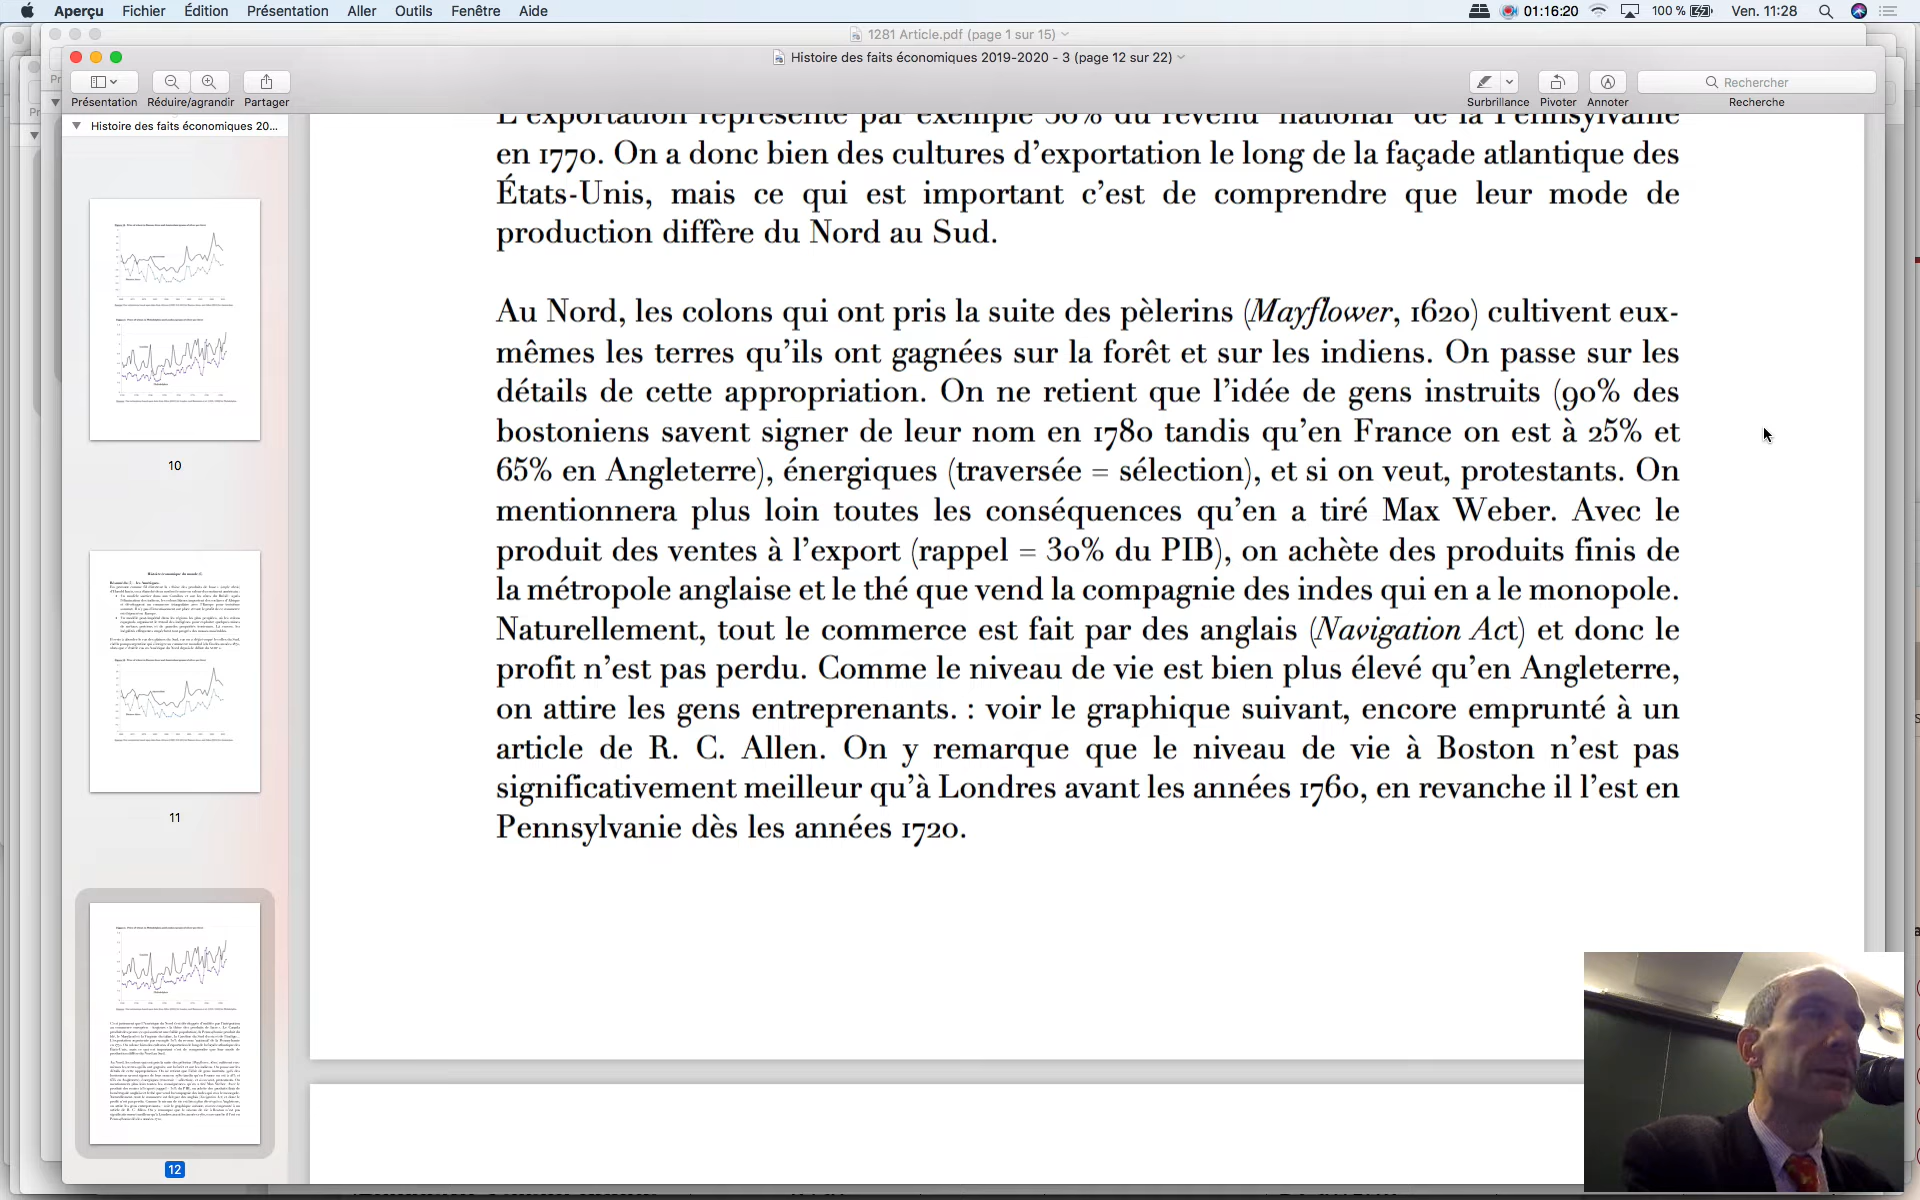 Aperçu Fichier Édition Présentation Aller Outils Fenêtre Aide 01:16:20 100 % Ven. 11:28
1281 Article.pdf (page 1 sur 15)
Histoire des faits économiques 2019-2020 - 3 (page 12 sur 22)
Rechercher
Présentation Réduire/agrandir Partager Surbrillance Pivoter Annoter Recherche
Histoire des faits économiques 20...
10
11
12
L'exportation représente par exemple 30% du revenu "national" de la Pennsylvanie
en 1770. On a donc bien des cultures d'exportation le long de la façade atlantique des
États-Unis, mais ce qui est important c'est de comprendre que leur mode de
production diffère du Nord au Sud.
Au Nord, les colons qui ont pris la suite des pèlerins (Mayflower, 1620) cultivent eux-
mêmes les terres qu'ils ont gagnées sur la forêt et sur les indiens. On passe sur les
détails de cette appropriation. On ne retient que l'idée de gens instruits (90% des
bostoniens savent signer de leur nom en 1780 tandis qu'en France on est à 25% et
65% en Angleterre), énergiques (traversée = sélection), et si on veut, protestants. On
mentionnera plus loin toutes les conséquences qu'en a tiré Max Weber. Avec le
produit des ventes à l'export (rappel = 30% du PIB), on achète des produits finis de
la métropole anglaise et le thé que vend la compagnie des indes qui en a le monopole.
Naturellement, tout le commerce est fait par des anglais (Navigation Act) et donc le
profit n'est pas perdu. Comme le niveau de vie est bien plus élevé qu'en Angleterre,
on attire les gens entreprenants. : voir le graphique suivant, encore emprunté à un
article de R. C. Allen. On y remarque que le niveau de vie à Boston n'est pas
significativement meilleur qu'à Londres avant les années 1760, en revanche il l'est en
Pennsylvanie dès les années 1720.